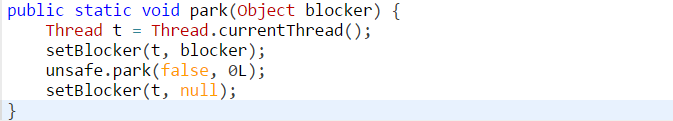 public static void park(Object blocker) {
    Thread t = Thread.currentThread();
    setBlocker(t, blocker);
    unsafe.park(false, 0L);
    setBlocker(t, null);
}